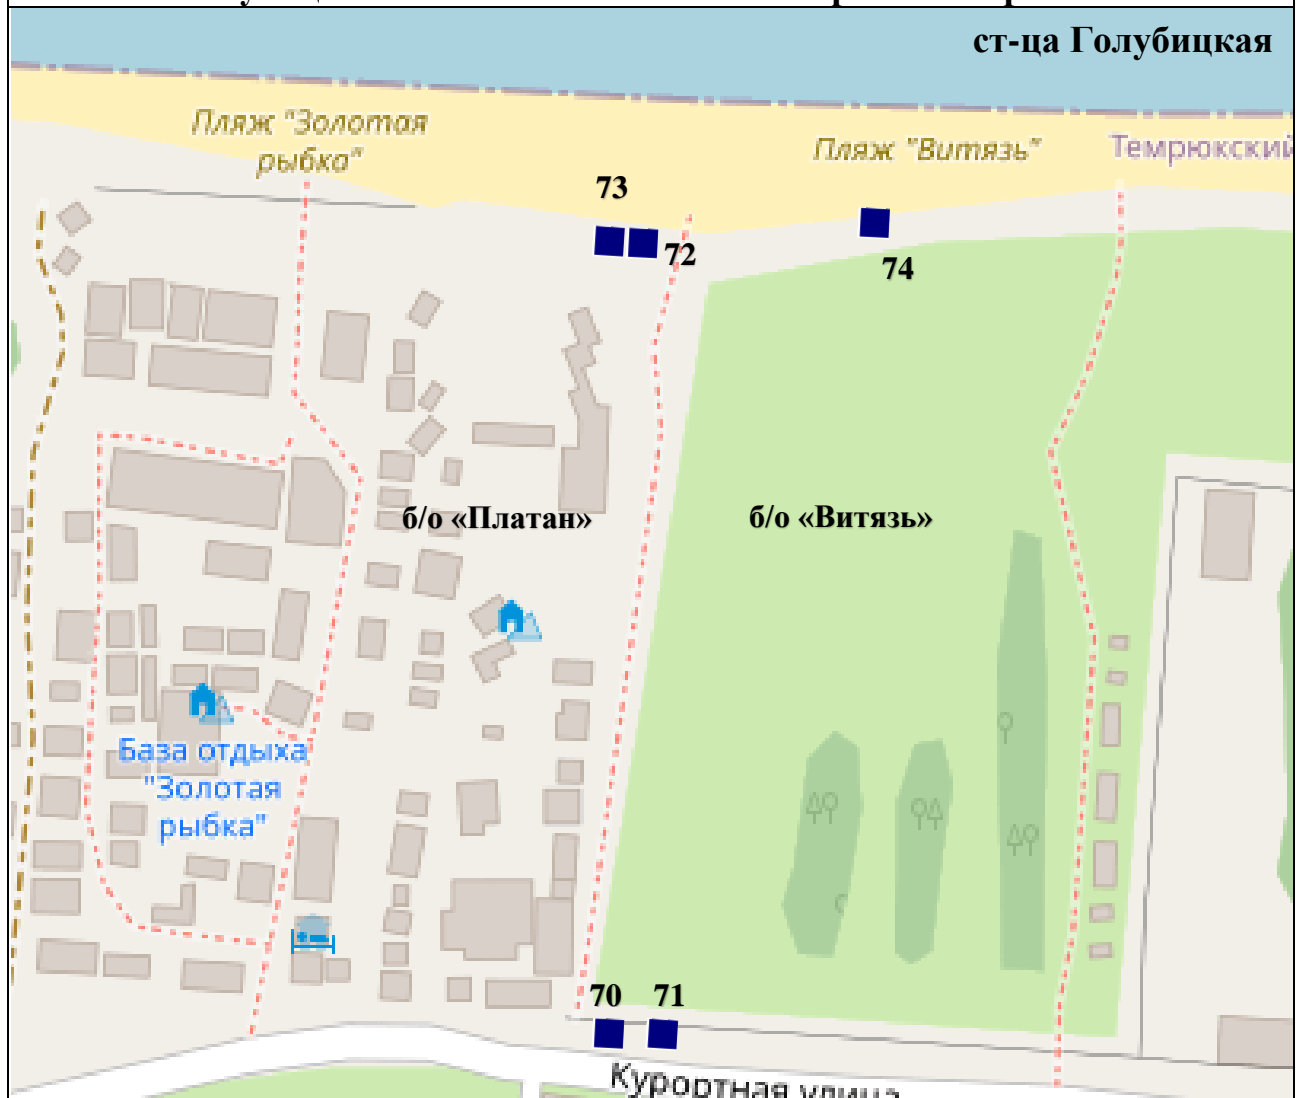 ст-ца Голубицкая
Пляж "Золотая
рыбка"
Пляж "Витязь"
Темрюкский
73
72
74
б/о «Платан»
б/о «Витязь»
База отдыха
"Золотая
рыбка"
70
71
Курортная улица